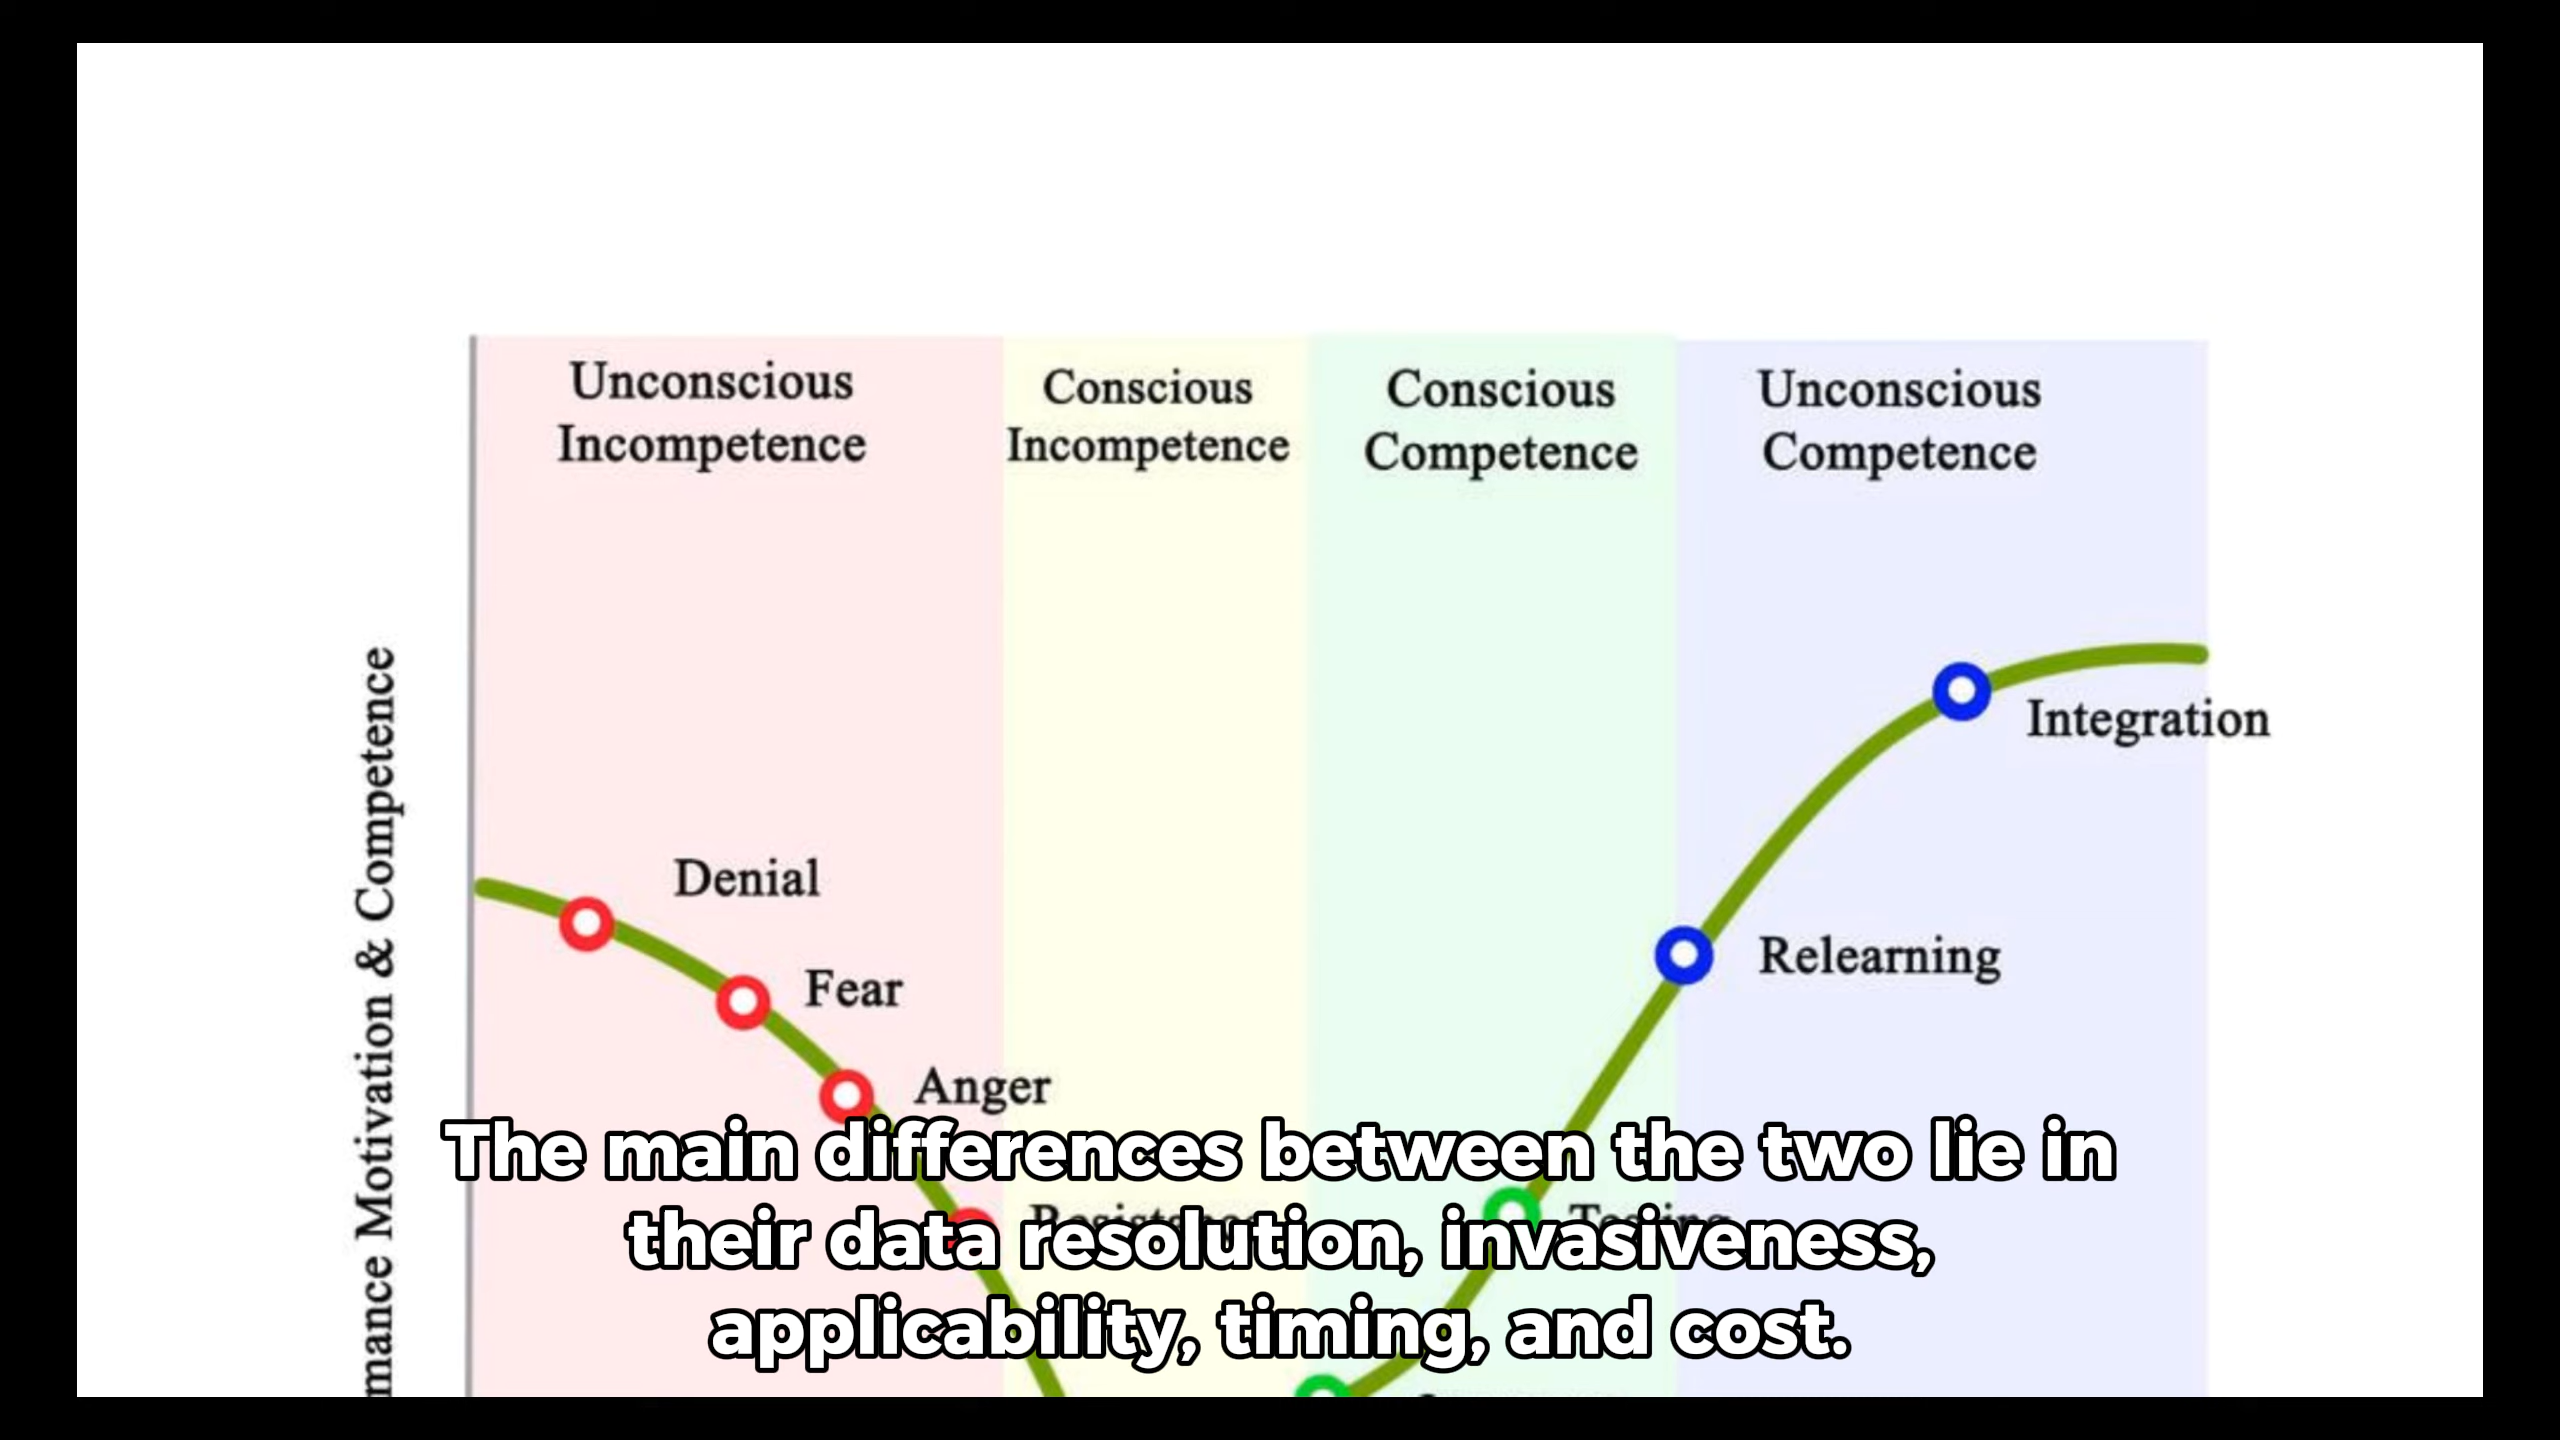 Unconscious
Incompetence
Conscious
Incompetence
Conscious
Competence
Unconscious
Competence
Integration
Denial
Relearning
Fear
Anger
Motivation & Competence
The main differences between the two lie in
their data resolution, invasiveness,
applicability, timing, and cost.